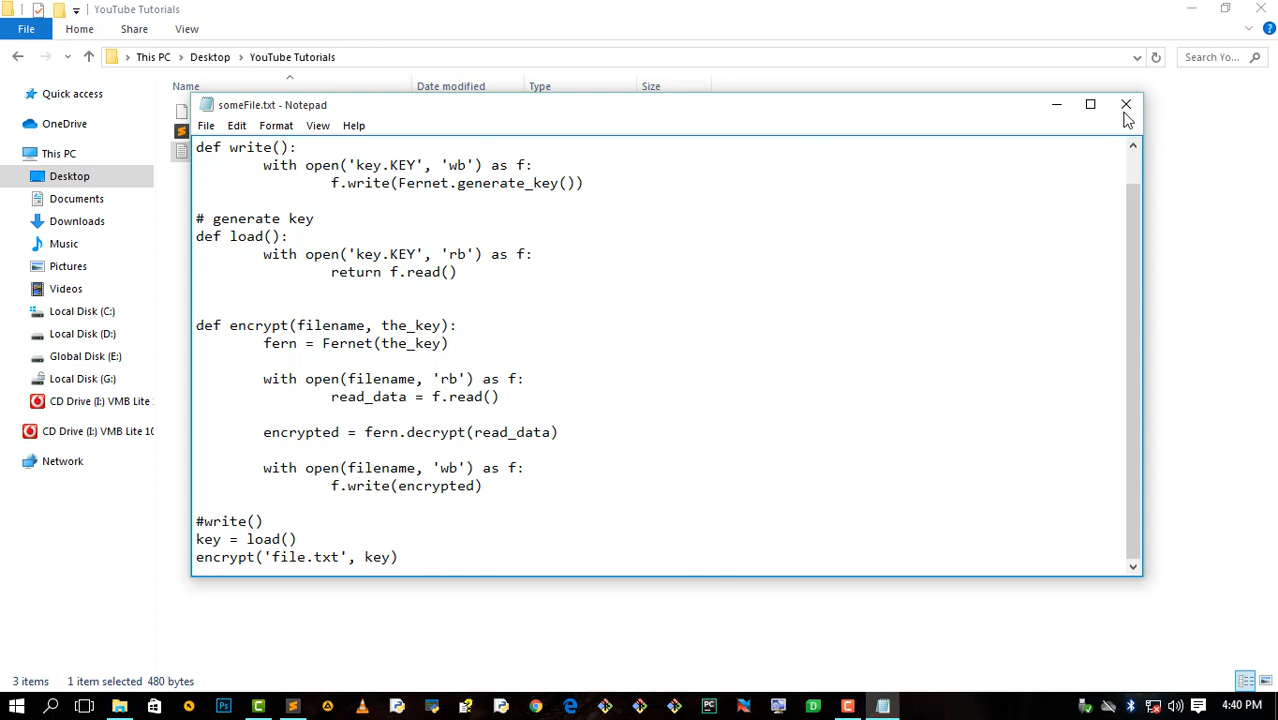 YouTube Tutorials
File Home Share View
This PC Desktop YouTube Tutorials Search Yo...
Name Date modified Type Size
Quick access
OneDrive
This PC
Desktop
Documents
Downloads
Music
Pictures
Videos
Local Disk (C:)
Local Disk (D:)
Global Disk (E:)
Local Disk (G:)
CD Drive (I:) VMB Lite
CD Drive (I:) VMB Lite 10
Network
someFile.txt - Notepad
File Edit Format View Help
def write():
with open('key.KEY', 'wb') as f:
f.write(Fernet.generate_key())
# generate key
def load():
with open('key.KEY', 'rb') as f:
return f.read()
def encrypt(filename, the_key):
fern = Fernet(the_key)
with open(filename, 'rb') as f:
read_data = f.read()
encrypted = fern.decrypt(read_data)
with open(filename, 'wb') as f:
f.write(encrypted)
#write()
key = load()
encrypt('file.txt', key)
3 items 1 item selected 480 bytes
4:40 PM